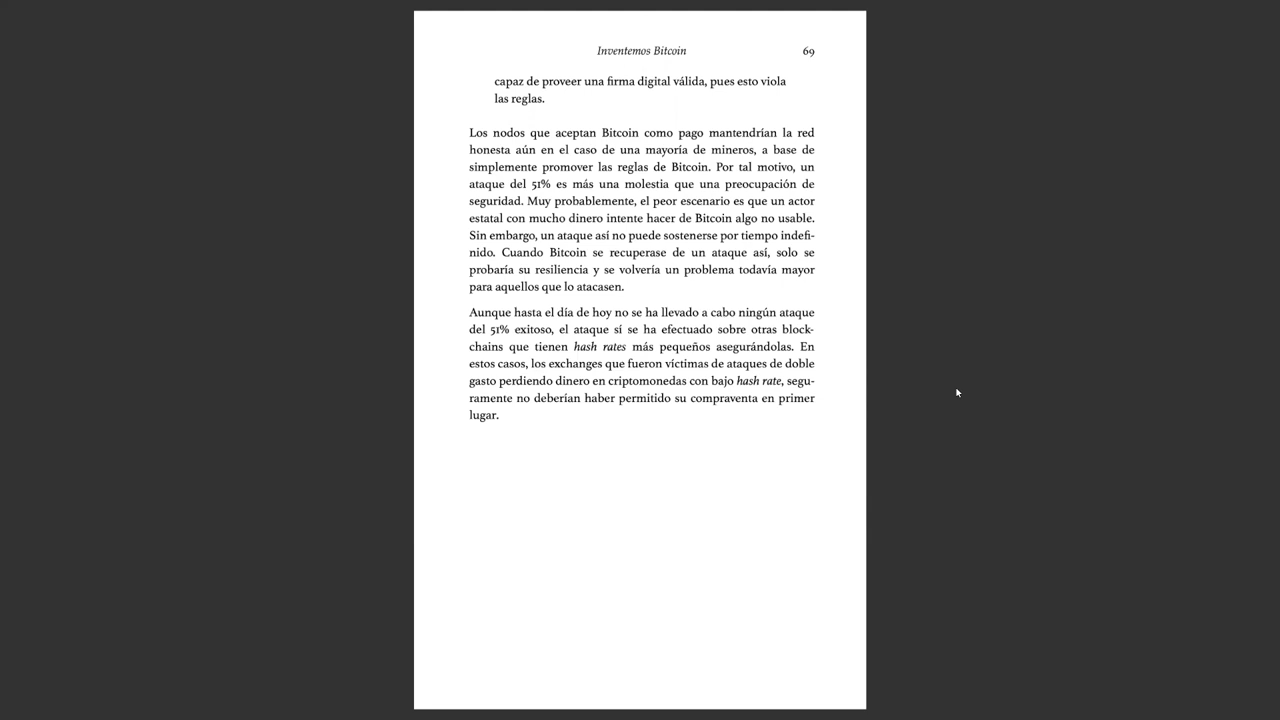 Inventemos Bitcoin 69
capaz de proveer una firma digital válida, pues esto viola
las reglas.
Los nodos que aceptan Bitcoin como pago mantendrían la red
honesta aún en el caso de una mayoría de mineros, a base de
simplemente promover las reglas de Bitcoin. Por tal motivo, un
ataque del 51% es más una molestia que una preocupación de
seguridad. Muy probablemente, el peor escenario es que un actor
estatal con mucho dinero intente hacer de Bitcoin algo no usable.
Sin embargo, un ataque así no puede sostenerse por tiempo indefi-
nido. Cuando Bitcoin se recuperase de un ataque así, solo se
probaría su resiliencia y se volvería un problema todavía mayor
para aquellos que lo atacasen.
Aunque hasta el día de hoy no se ha llevado a cabo ningún ataque
del 51% exitoso, el ataque sí se ha efectuado sobre otras block-
chains que tienen hash rates más pequeños asegurándolas. En
estos casos, los exchanges que fueron víctimas de ataques de doble
gasto perdiendo dinero en criptomonedas con bajo hash rate, segu-
ramente no deberían haber permitido su compraventa en primer
lugar.